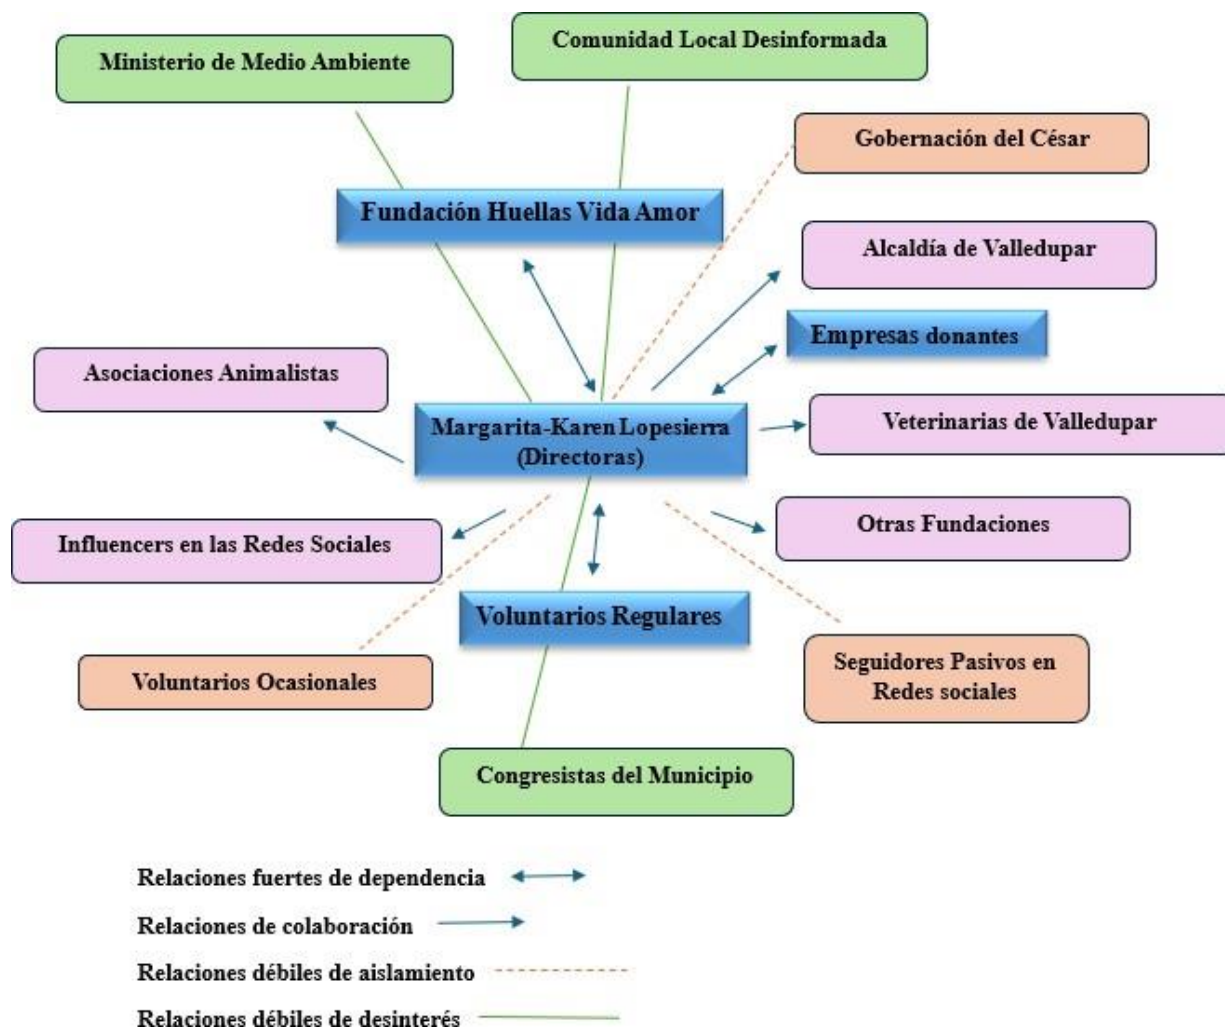 Comunidad Local Desinformada
Ministerio de Medio Ambiente
Gobernación del César
Fundación Huellas Vida Amor
Alcaldía de Valledupar
Empresas donantes
Asociaciones Animalistas
Margarita-Karen Lopesierra
(Directoras)
Veterinarias de Valledupar
Otras Fundaciones
Influencers en las Redes Sociales
Voluntarios Regulares
Seguidores Pasivos en
Redes sociales
Voluntarios Ocasionales
Congresistas del Municipio
Relaciones fuertes de dependencia
Relaciones de colaboración
Relaciones débiles de aislamiento
Relaciones débiles de desinterés